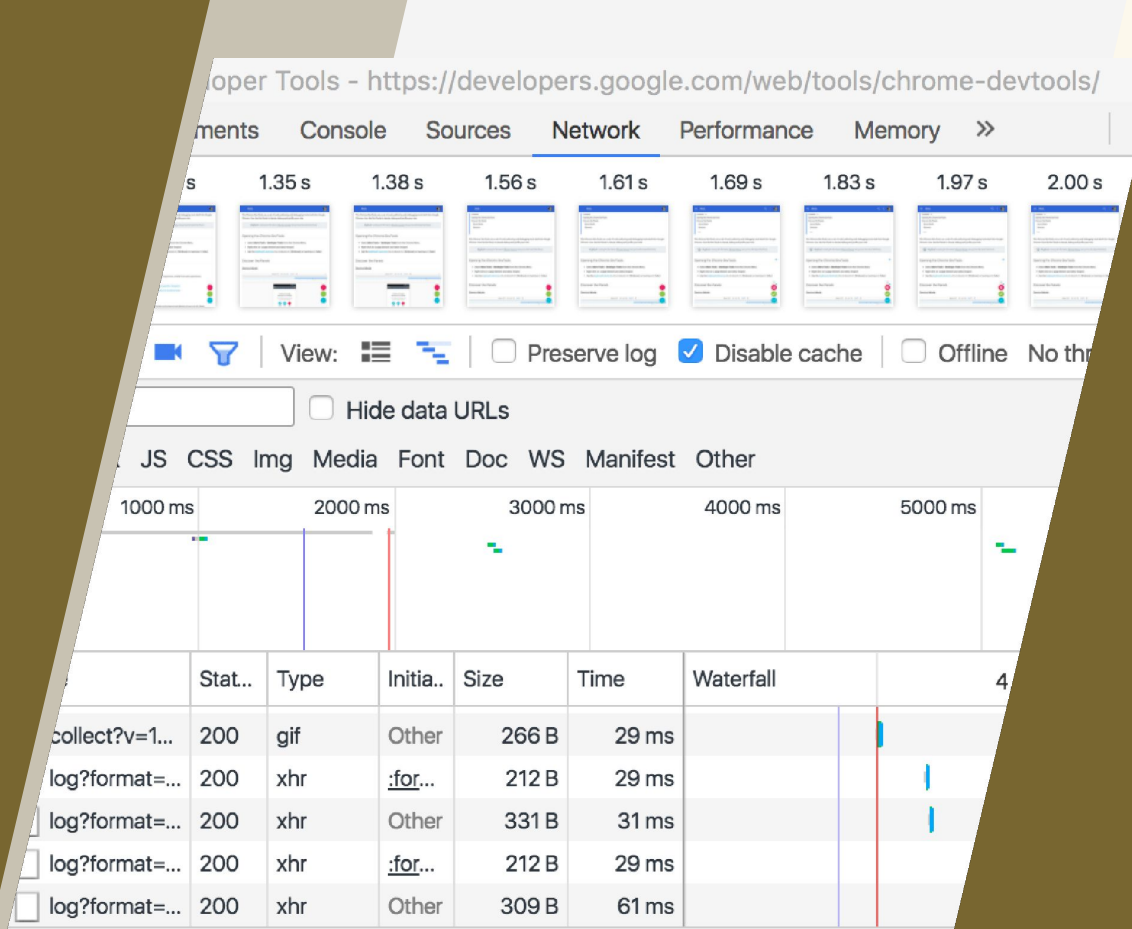 oper Tools - https://developers.google.com/web/tools/chrome-devtools/
ments Console Sources Network Performance Memory »
s 1.35 s 1.38 s 1.56 s 1.61 s 1.69 s 1.83 s 1.97 s 2.00 s
View: Preserve log Disable cache Offline No thr
Hide data URLs
JS CSS Img Media Font Doc WS Manifest Other
1000 ms 2000 ms 3000 ms 4000 ms 5000 ms
Stat... Type Initia.. Size Time Waterfall 4
collect?v=1... 200 gif Other 266 B 29 ms
log?format=... 200 xhr :for... 212 B 29 ms
log?format=... 200 xhr Other 331 B 31 ms
log?format=... 200 xhr :for... 212 B 29 ms
log?format=... 200 xhr Other 309 B 61 ms